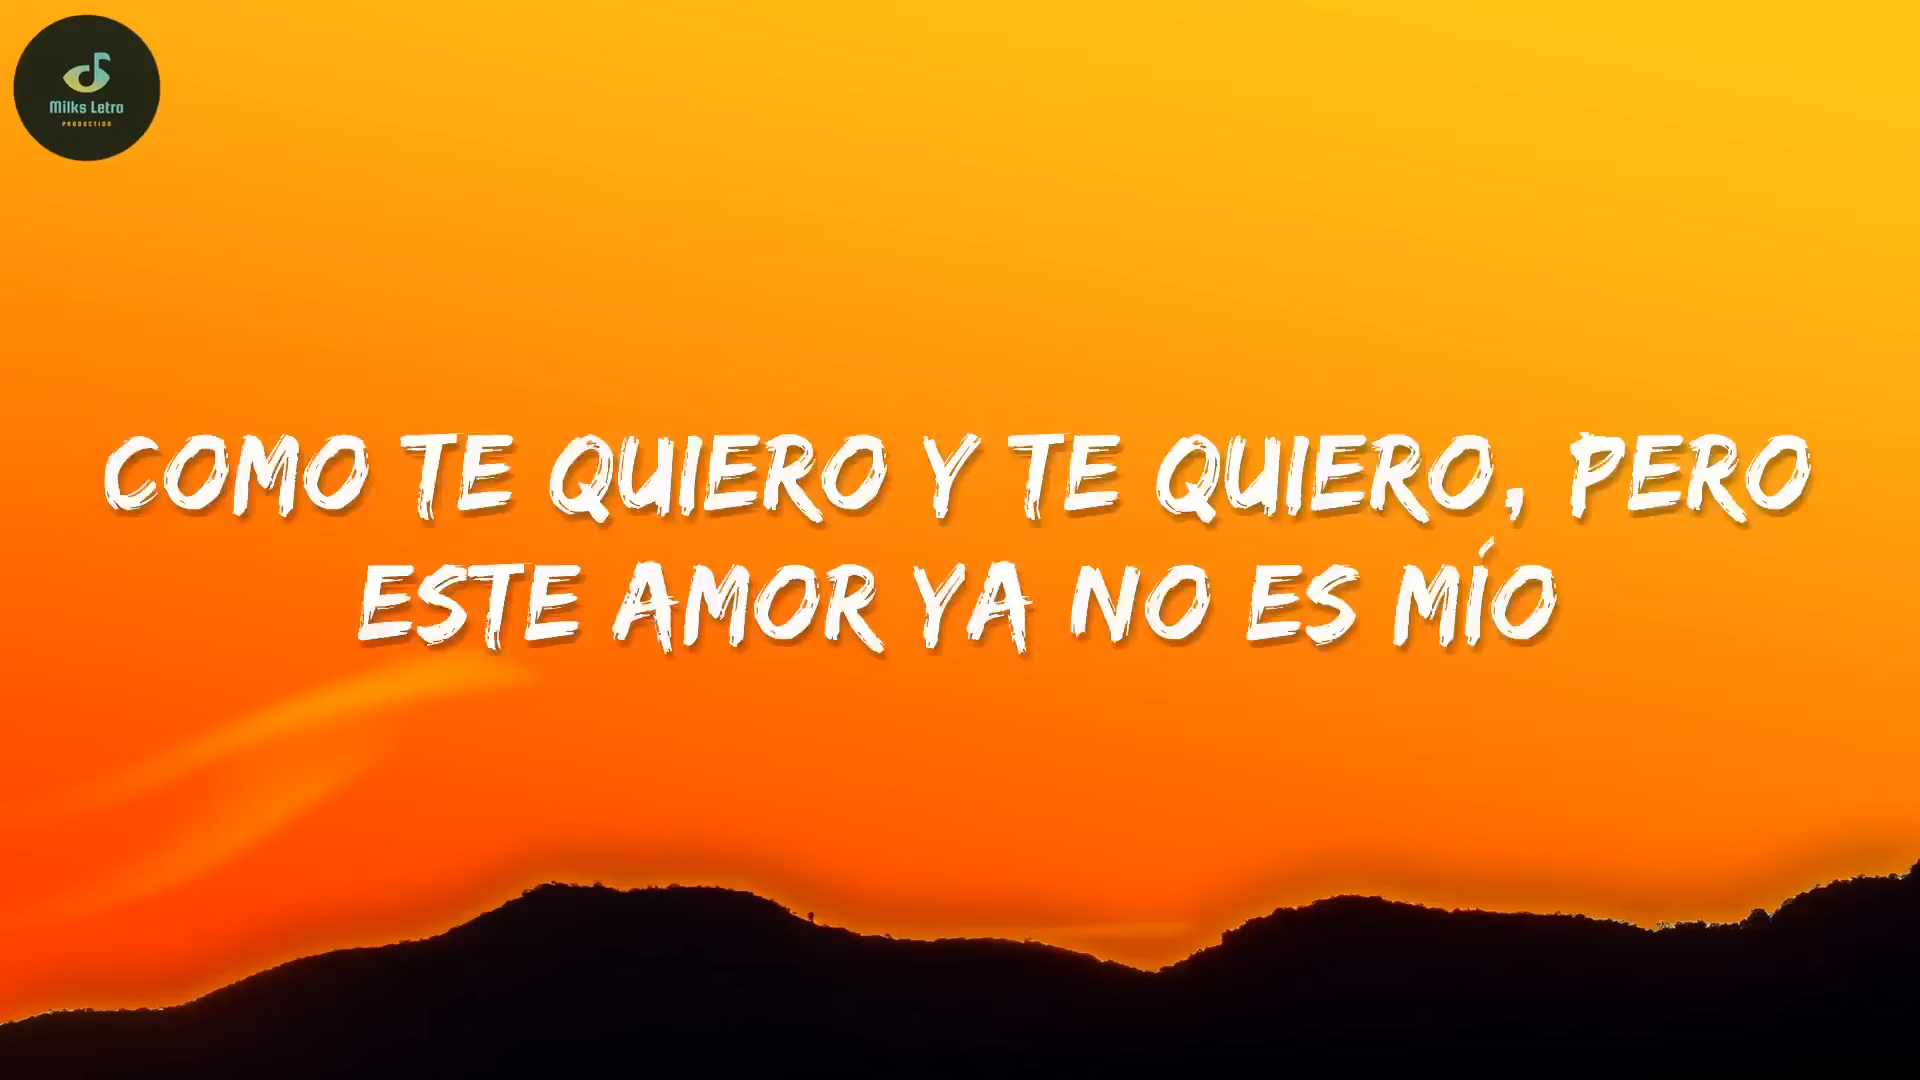 Milks Letra
PRODUCTION
COMO TE QUIERO Y TE QUIERO, PERO
ESTE AMOR YA NO ES MÍO